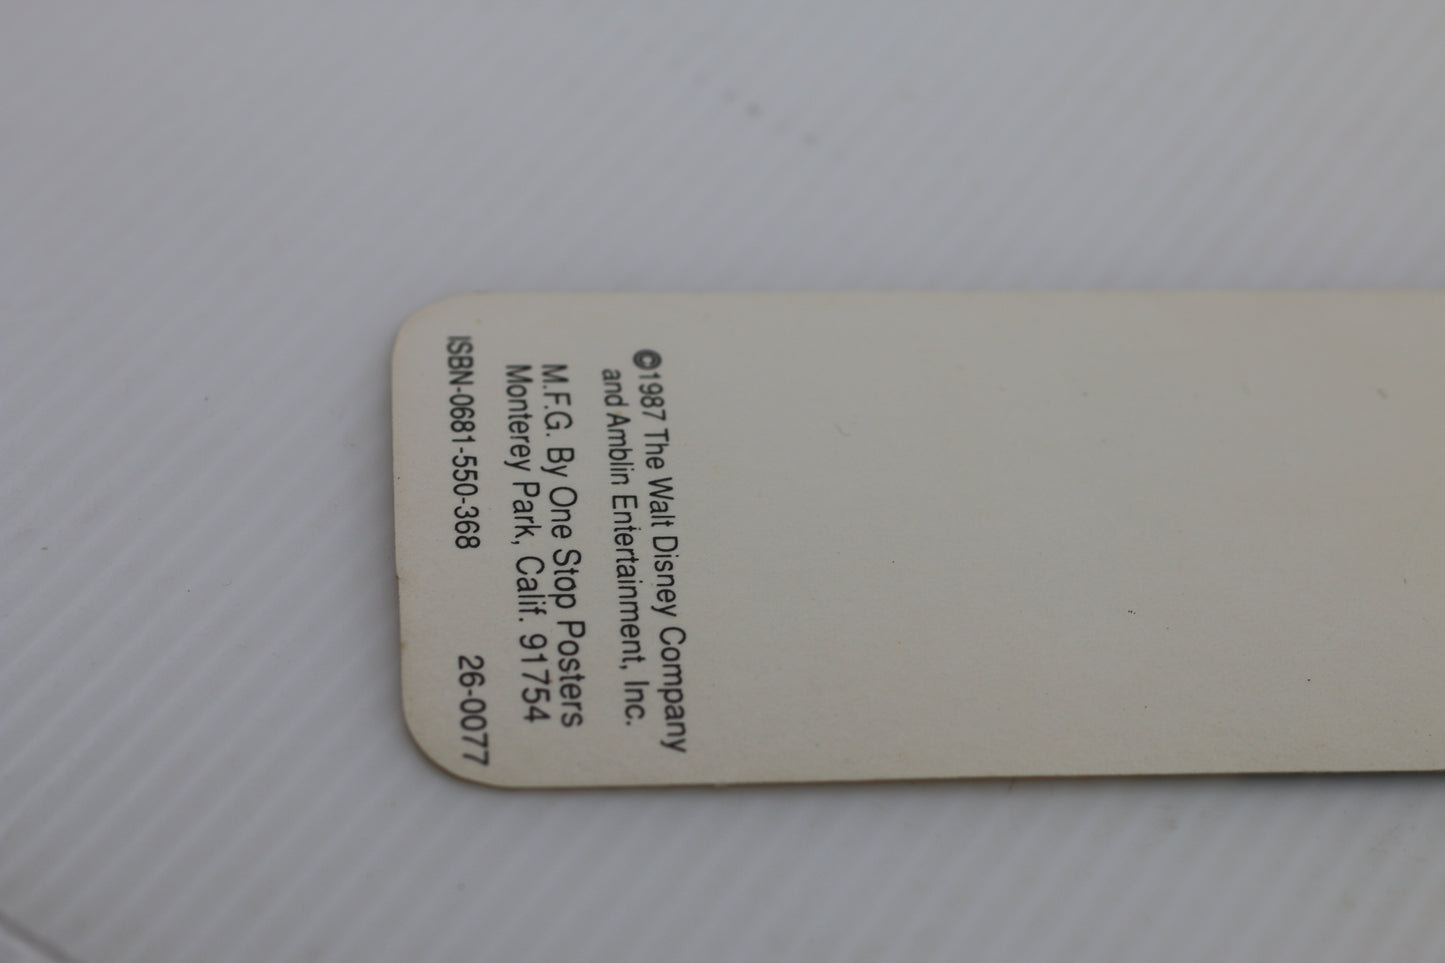 ©1987 The Walt Disney Company
and Amblin Entertainment, Inc.
M.F.G. By One Stop Posters
Monterey Park, Calif. 91754
ISBN-0681-550-368 26-0077